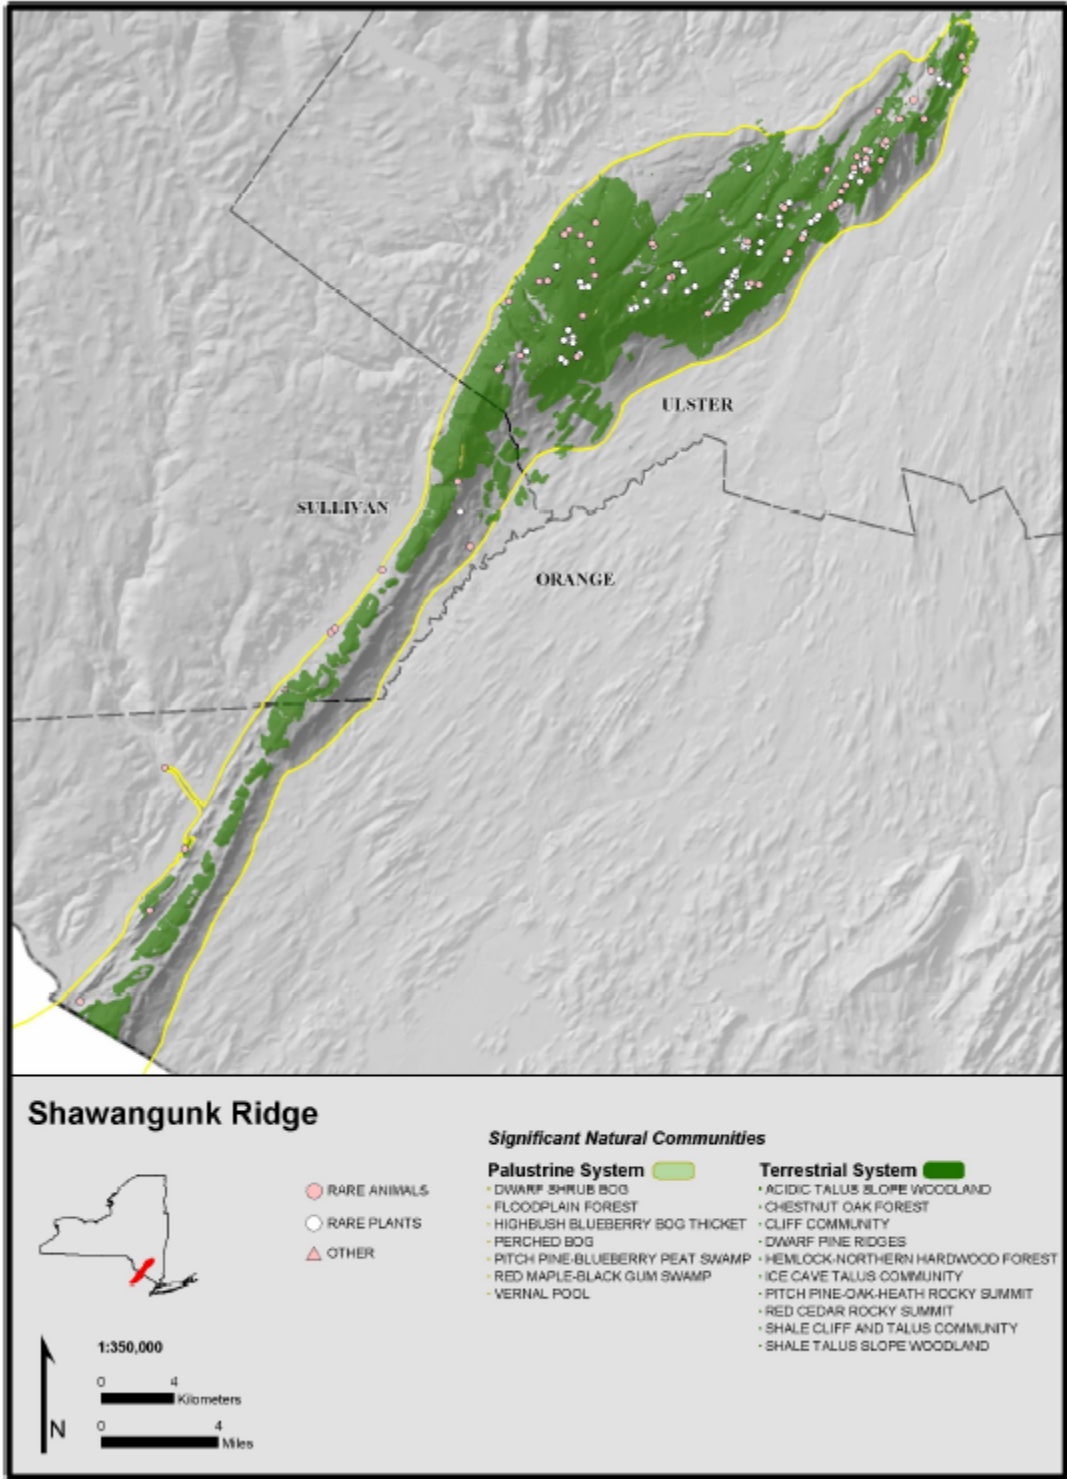 ULSTER
SULLIVAN
ORANGE
Shawangunk Ridge
RARE ANIMALS
RARE PLANTS
OTHER
1:350,000
0 4
Kilometers
0 4
Miles
N
Significant Natural Communities
Palustrine System
- DWARF SHRUB BOG
- FLOODPLAIN FOREST
- HIGHBUSH BLUEBERRY BOG THICKET
- PERCHED BOG
- PITCH PINE-BLUEBERRY PEAT SWAMP
- RED MAPLE-BLACK GUM SWAMP
- VERNAL POOL
Terrestrial System
- ACIDIC TALUS SLOPE WOODLAND
- CHESTNUT OAK FOREST
- CLIFF COMMUNITY
- DWARF PINE RIDGES
- HEMLOCK-NORTHERN HARDWOOD FOREST
- ICE CAVE TALUS COMMUNITY
- PITCH PINE-OAK-HEATH ROCKY SUMMIT
- RED CEDAR ROCKY SUMMIT
- SHALE CLIFF AND TALUS COMMUNITY
- SHALE TALUS SLOPE WOODLAND